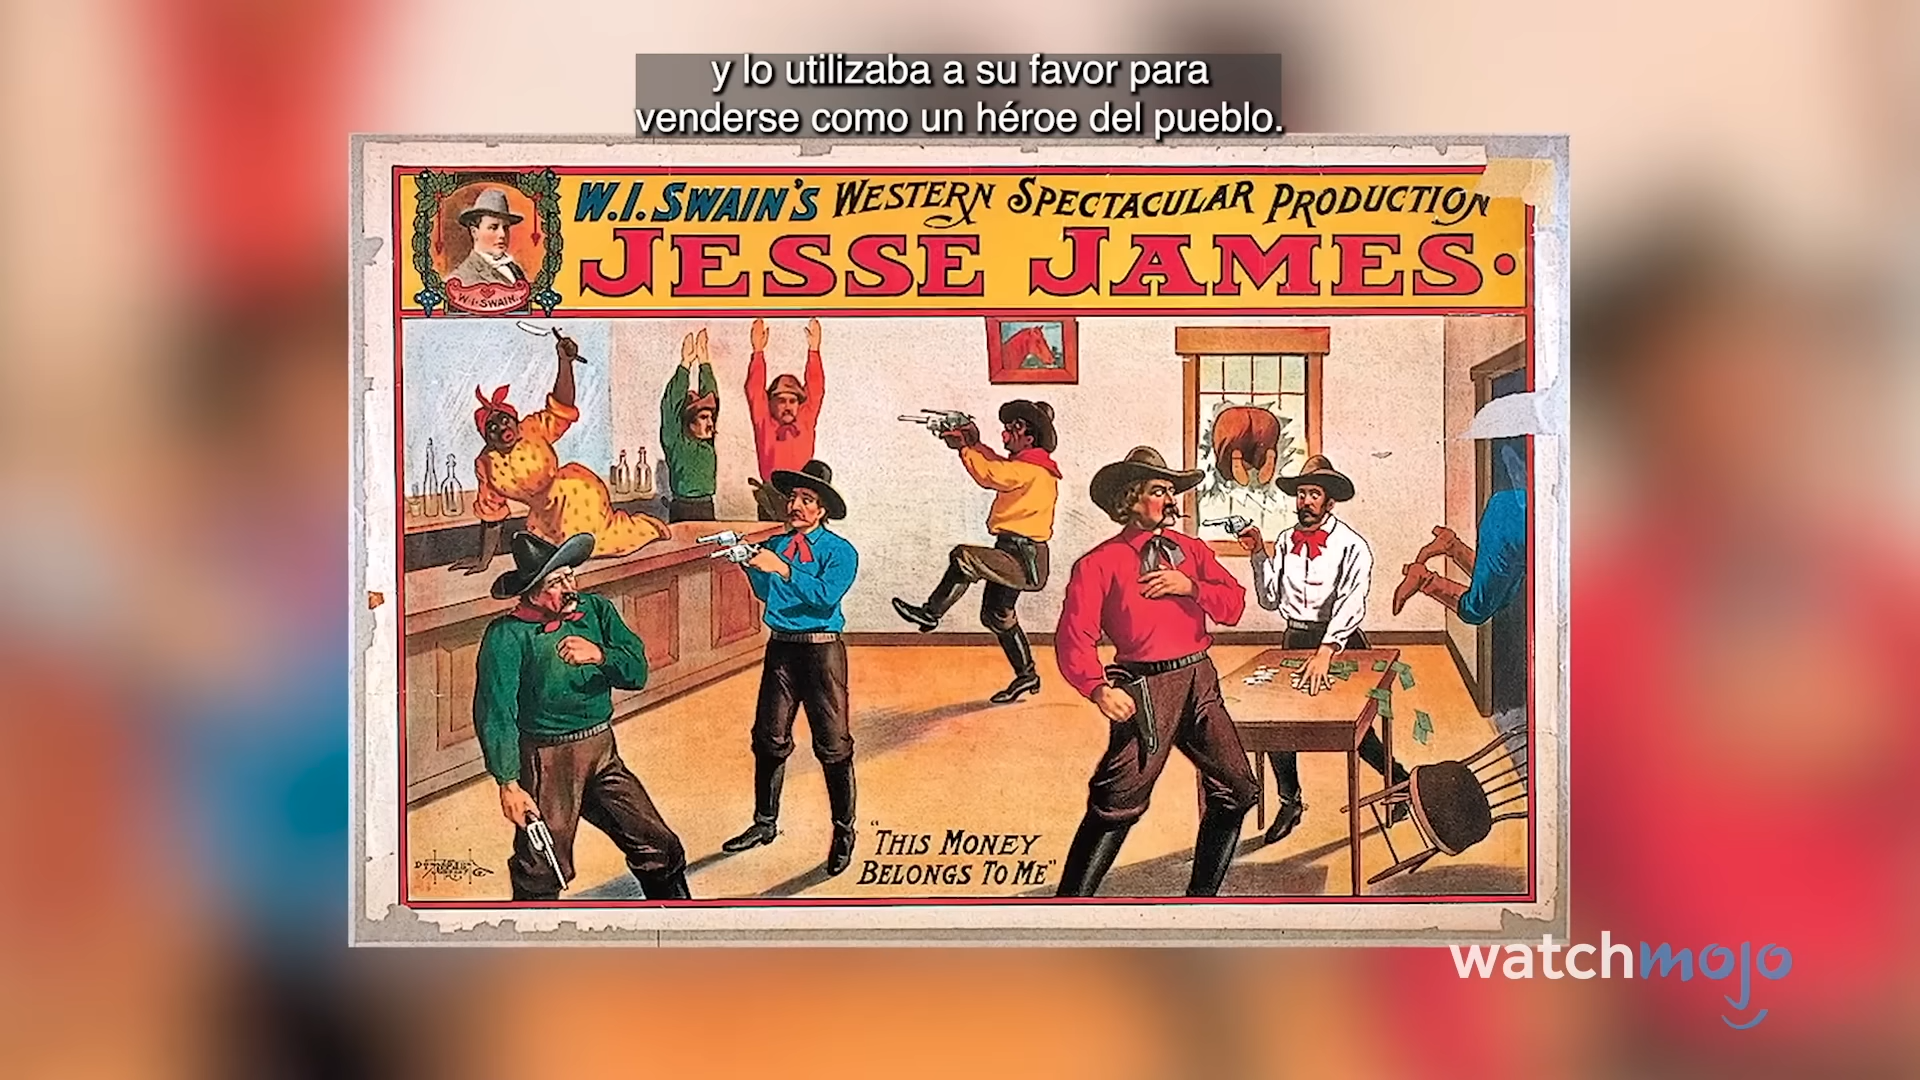 y lo utilizaba a su favor para
venderse como un héroe del pueblo.
W.I. SWAIN'S WESTERN SPECTACULAR PRODUCTION
JESSE JAMES.
W.I. SWAIN.
"THIS MONEY
BELONGS TO ME"
watchmojo